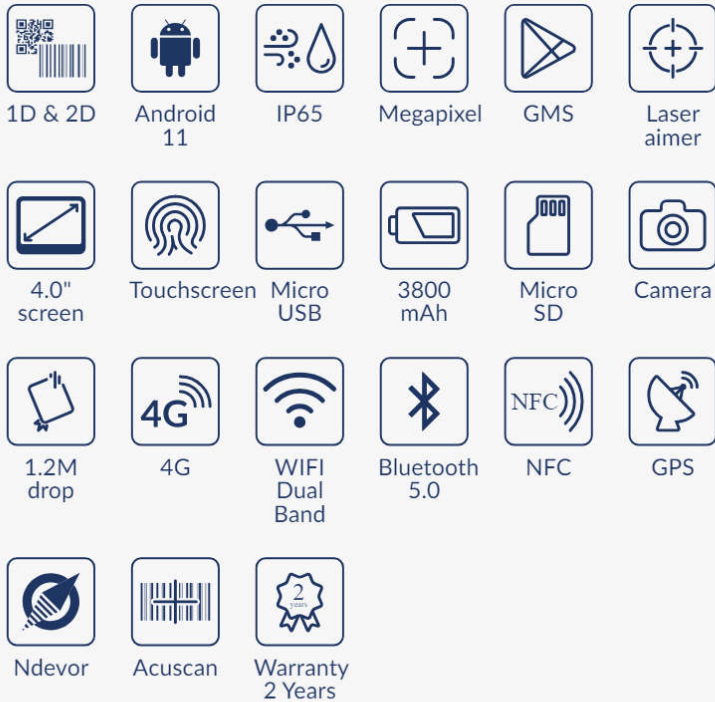 1D & 2D
Android
11
IP65
Megapixel
GMS
Laser
aimer
4.0"
screen
Touchscreen
Micro
USB
3800
mAh
Micro
SD
Camera
4G
NFC
1.2M
drop
4G
WIFI
Dual
Band
Bluetooth
5.0
NFC
GPS
2
years
Ndevor
Acuscan
Warranty
2 Years